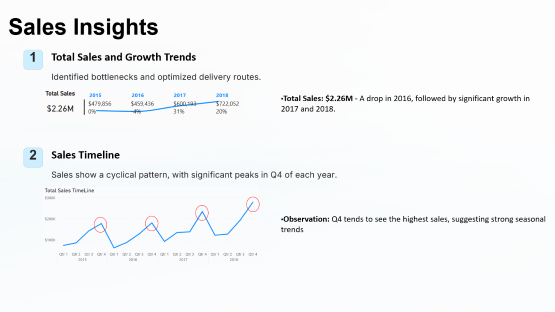 Sales Insights
1
Total Sales and Growth Trends
Identified bottlenecks and optimized delivery routes.
Total Sales
$2.26M
2015 2016 2017 2018
$479,856 $459,436 $600,193 $722,052
0% -4% 31% 20%
•Total Sales: $2.26M - A drop in 2016, followed by significant growth in
2017 and 2018.
2
Sales Timeline
Sales show a cyclical pattern, with significant peaks in Q4 of each year.
Total Sales TimeLine
$300K
$200K
$100K
Qtr 1 Qtr 2 Qtr 3 Qtr 4 Qtr 1 Qtr 2 Qtr 3 Qtr 4 Qtr 1 Qtr 2 Qtr 3 Qtr 4 Qtr 1 Qtr 2 Qtr 3 Qtr 4
2015 2016 2017 2018
•Observation: Q4 tends to see the highest sales, suggesting strong seasonal
trends